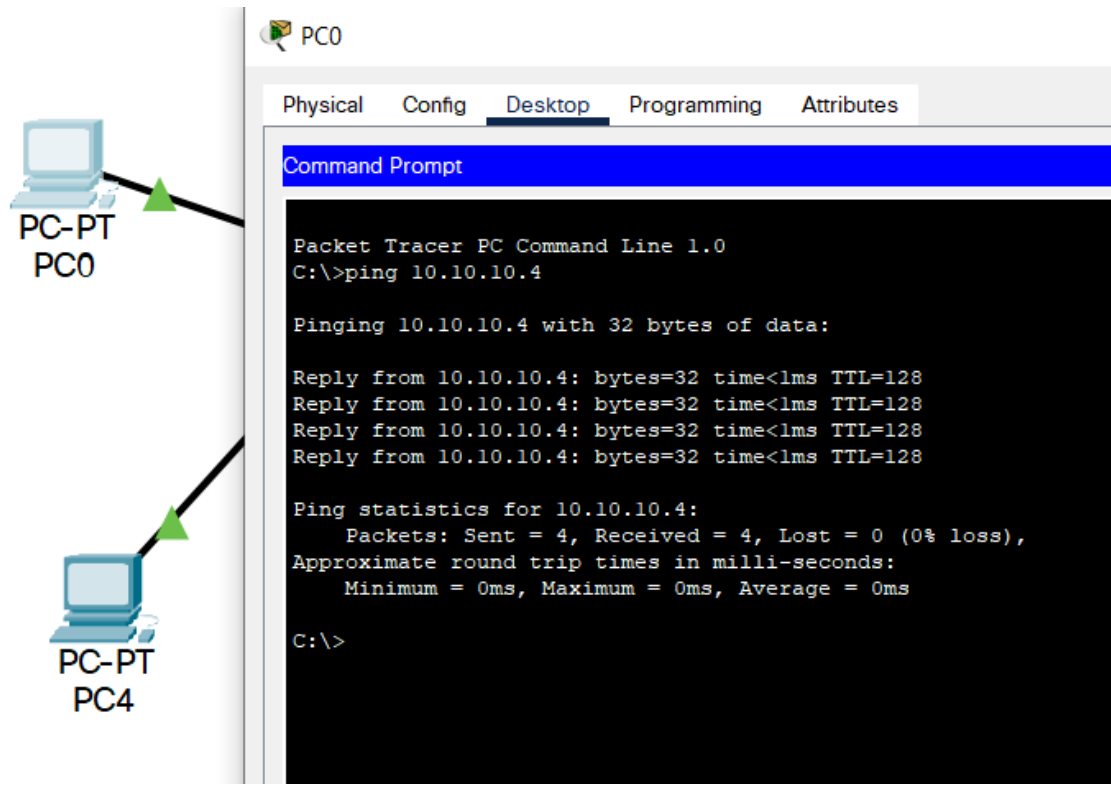 PC0
Physical Config Desktop Programming Attributes
Command Prompt
Packet Tracer PC Command Line 1.0
C:\>ping 10.10.10.4
Pinging 10.10.10.4 with 32 bytes of data:
Reply from 10.10.10.4: bytes=32 time<1ms TTL=128
Reply from 10.10.10.4: bytes=32 time<1ms TTL=128
Reply from 10.10.10.4: bytes=32 time<1ms TTL=128
Reply from 10.10.10.4: bytes=32 time<1ms TTL=128
Ping statistics for 10.10.10.4:
Packets: Sent = 4, Received = 4, Lost = 0 (0% loss),
Approximate round trip times in milli-seconds:
Minimum = 0ms, Maximum = 0ms, Average = 0ms
C:\>
PC-PT
PC0
PC-PT
PC4